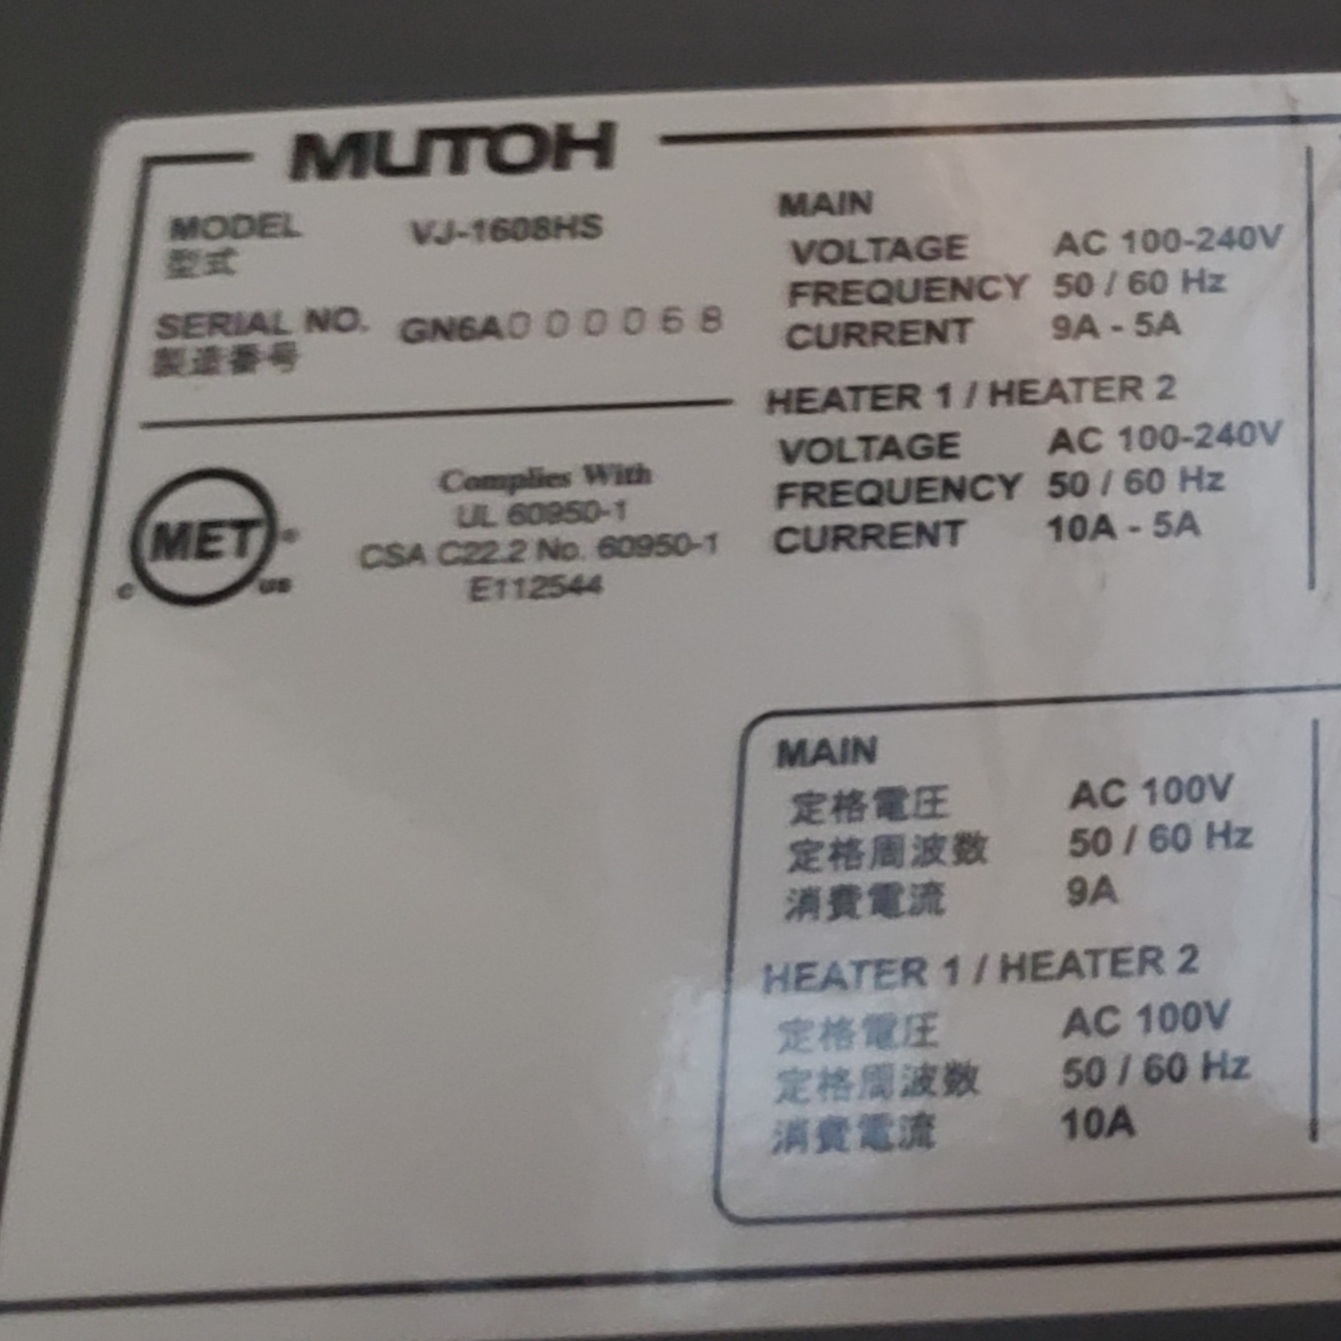 MUTOH
MODEL VJ-1608HS
型式
SERIAL NO. GN6A000068
製造番号
MET
c
us
Complies With
UL 60950-1
CSA C22.2 No. 60950-1
E112544
MAIN
VOLTAGE AC 100-240V
FREQUENCY 50 / 60 Hz
CURRENT 9A - 5A
HEATER 1 / HEATER 2
VOLTAGE AC 100-240V
FREQUENCY 50 / 60 Hz
CURRENT 10A - 5A
MAIN
定格電圧 AC 100V
定格周波数 50 / 60 Hz
消費電流 9A
HEATER 1 / HEATER 2
定格電圧 AC 100V
定格周波数 50 / 60 Hz
消費電流 10A